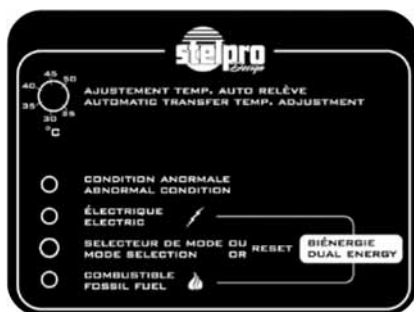 stelpro
Design
45
40 50
35 25
30
°C
AJUSTEMENT TEMP. AUTO RELÈVE
AUTOMATIC TRANSFER TEMP. ADJUSTMENT
CONDITION ANORMALE
ABNORMAL CONDITION
ÉLECTRIQUE
ELECTRIC
SELECTEUR DE MODE OU RESET
MODE SELECTION OR
BIÉNERGIE
DUAL ENERGY
COMBUSTIBLE
FOSSIL FUEL